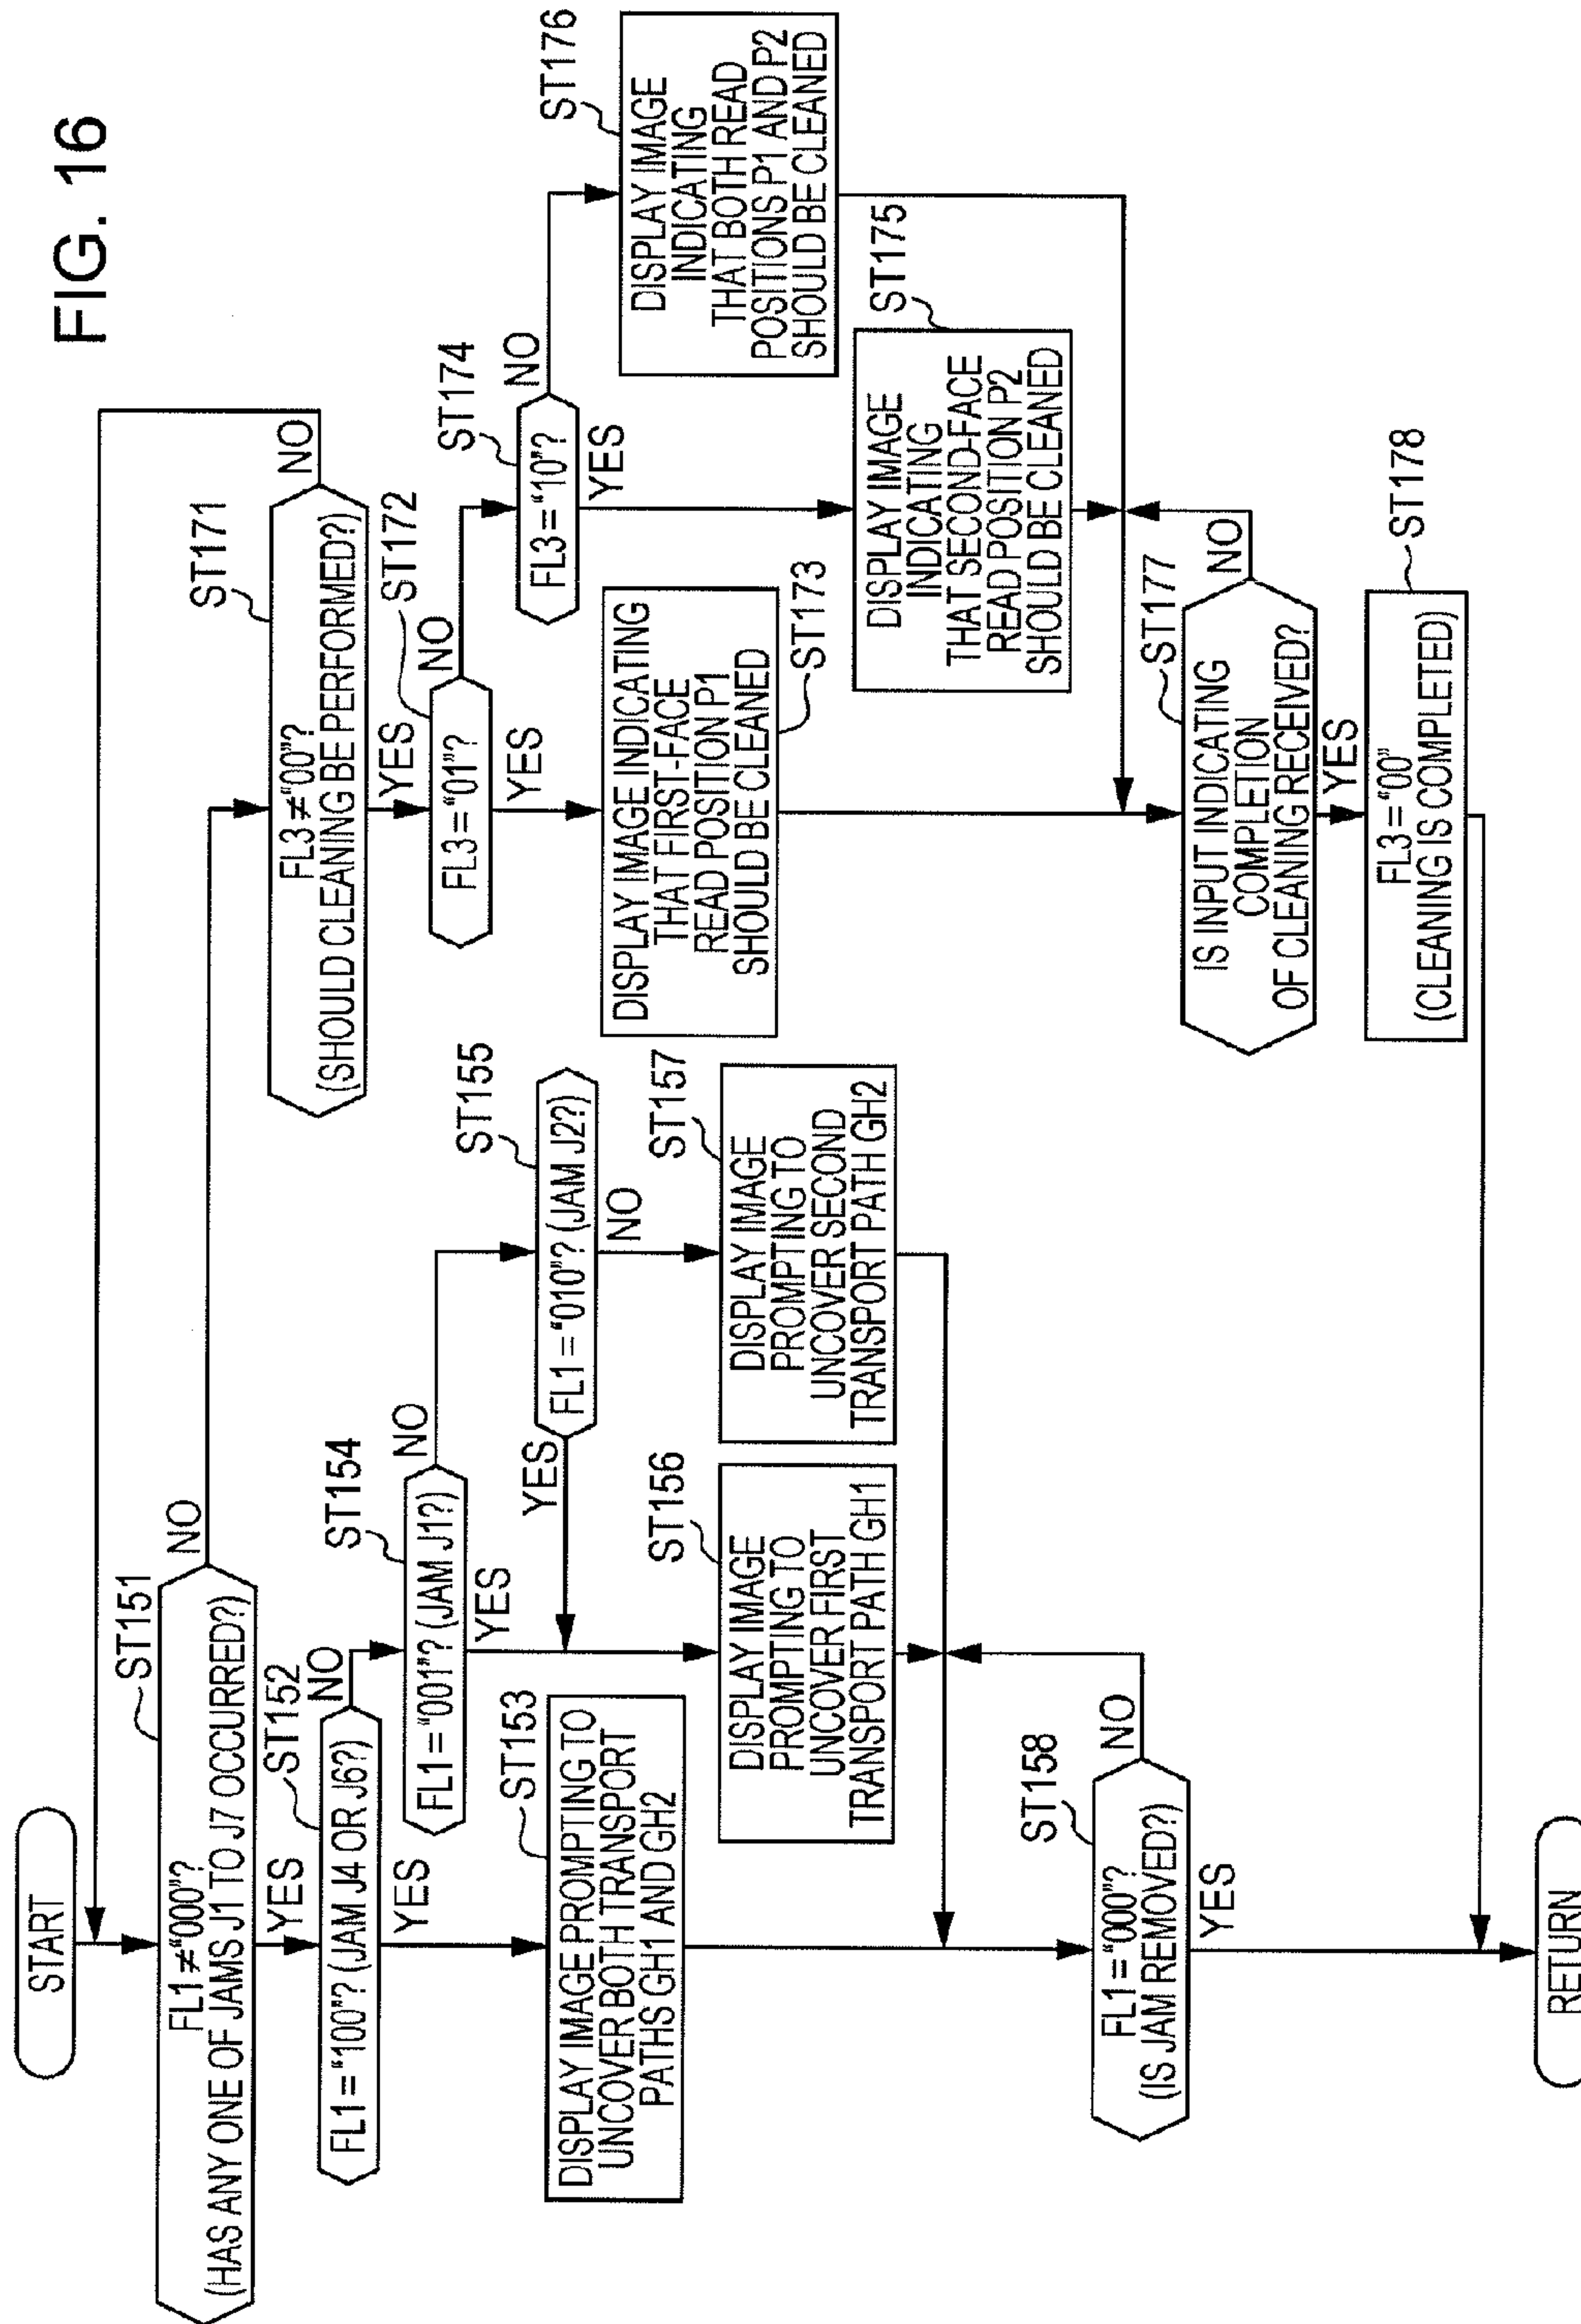 FIG. 16
START
ST151
FL1≠“000”?
(HAS ANY ONE OF JAMS J1 TO J7 OCCURRED?)
NO
YES
ST152
FL1=“100”? (JAM J4 OR J6?)
NO
YES
ST153
DISPLAY IMAGE PROMPTING TO
UNCOVER BOTH TRANSPORT
PATHS GH1 AND GH2
ST154
FL1=“001”? (JAM J1?)
NO
YES
ST155
FL1=“010”? (JAM J2?)
YES
NO
ST156
DISPLAY IMAGE
PROMPTING TO
UNCOVER FIRST
TRANSPORT PATH GH1
ST157
DISPLAY IMAGE
PROMPTING TO
UNCOVER SECOND
TRANSPORT PATH GH2
ST158
FL1=“000”?
(IS JAM REMOVED?)
NO
YES
ST171
FL3≠“00”?
(SHOULD CLEANING BE PERFORMED?)
NO
YES
ST172
FL3=“01”?
NO
YES
ST173
DISPLAY IMAGE INDICATING
THAT FIRST-FACE
READ POSITION P1
SHOULD BE CLEANED
ST174
FL3=“10”?
NO
YES
ST175
DISPLAY IMAGE
INDICATING
THAT SECOND-FACE
READ POSITION P2
SHOULD BE CLEANED
ST176
DISPLAY IMAGE
INDICATING
THAT BOTH READ
POSITIONS P1 AND P2
SHOULD BE CLEANED
ST177
IS INPUT INDICATING
COMPLETION
OF CLEANING RECEIVED?
NO
YES
ST178
FL3=“00”
(CLEANING IS COMPLETED)
RETURN